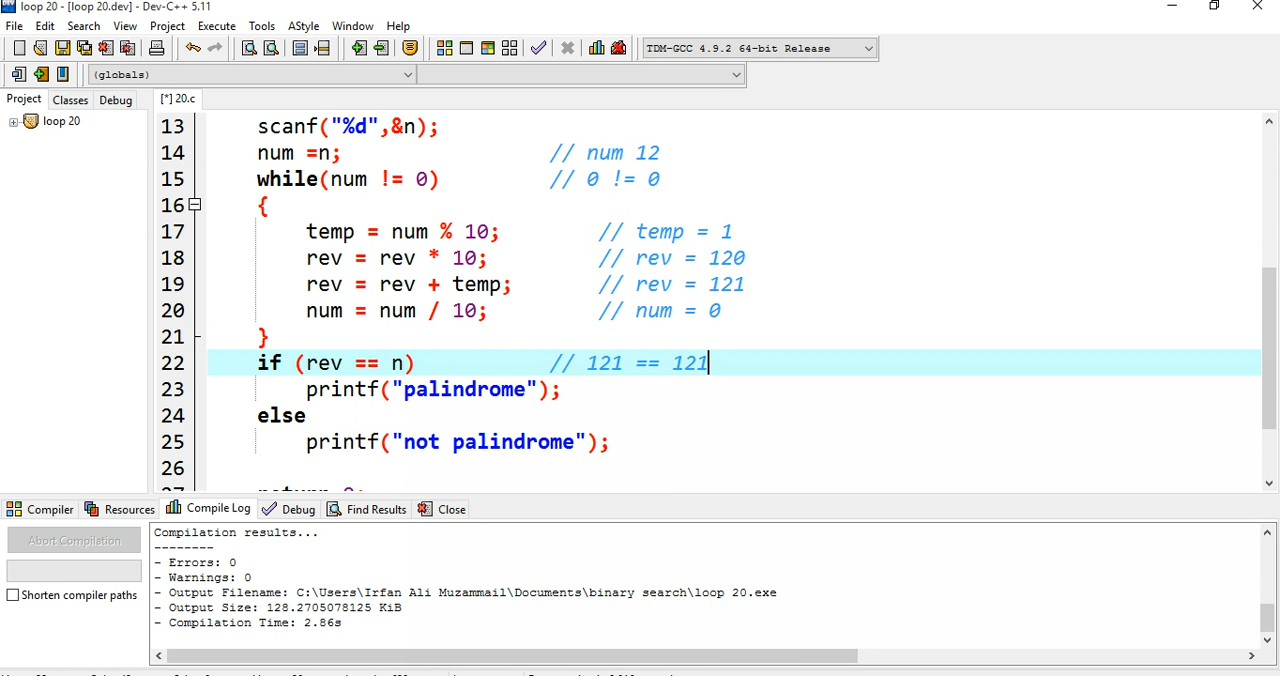 loop 20 - [loop 20.dev] - Dev-C++ 5.11
File Edit Search View Project Execute Tools AStyle Window Help
TDM-GCC 4.9.2 64-bit Release
(globals)
Project Classes Debug [*] 20.c
loop 20
13 scanf("%d",&n);
14 num =n; // num 12
15 while(num != 0) // 0 != 0
16 {
17 temp = num % 10; // temp = 1
18 rev = rev * 10; // rev = 120
19 rev = rev + temp; // rev = 121
20 num = num / 10; // num = 0
21 }
22 if (rev == n) // 121 == 121
23 printf("palindrome");
24 else
25 printf("not palindrome");
26
Compiler Resources Compile Log Debug Find Results Close
Abort Compilation
Shorten compiler paths
Compilation results...
--------
- Errors: 0
- Warnings: 0
- Output Filename: C:\Users\Irfan Ali Muzammail\Documents\binary search\loop 20.exe
- Output Size: 128.2705078125 KiB
- Compilation Time: 2.86s